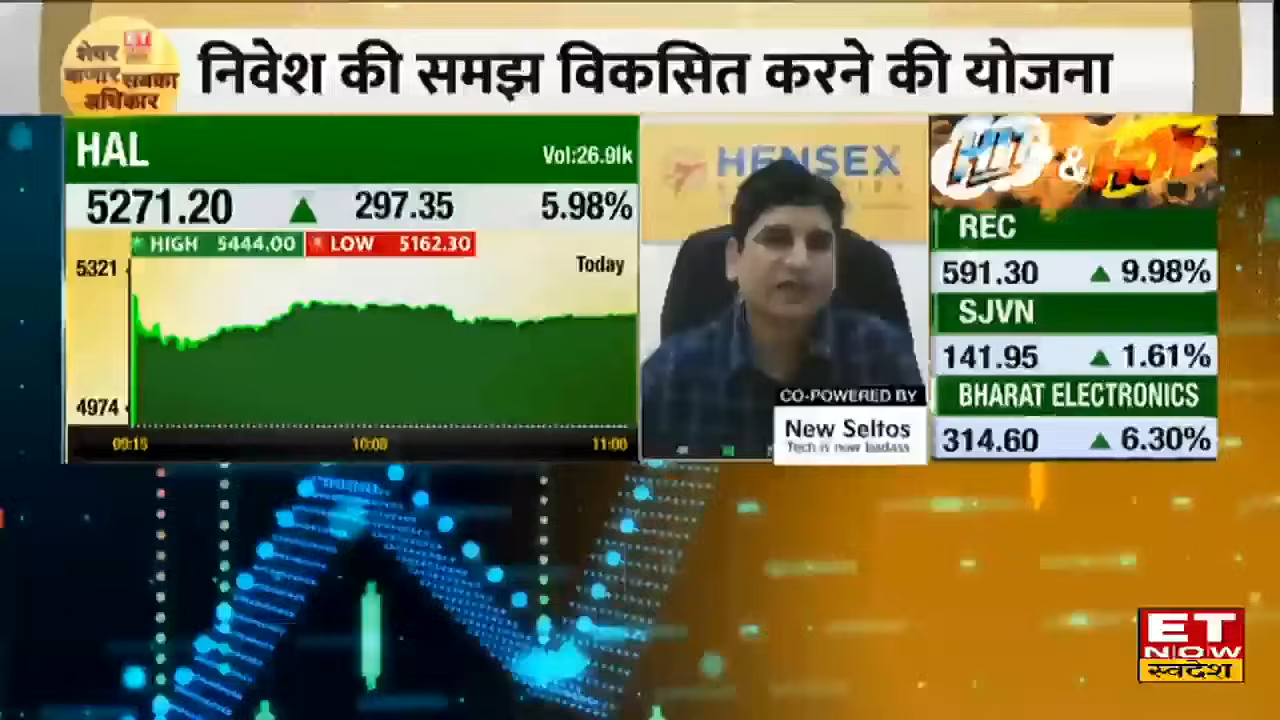 शेयर
बाजार सबका
अधिकार
ET
निवेश की समझ विकसित करने की योजना
HAL
Vol:26.9lk
5271.20 ▲ 297.35 5.98%
HIGH 5444.00 LOW 5162.30
5321
Today
4974
09:15 10:00 11:00
HENSEX
CO-POWERED BY
New Seltos
Tech is now badass
HIT & HOT
REC
591.30 ▲ 9.98%
SJVN
141.95 ▲ 1.61%
BHARAT ELECTRONICS
314.60 ▲ 6.30%
ET
NOW
स्वदेश